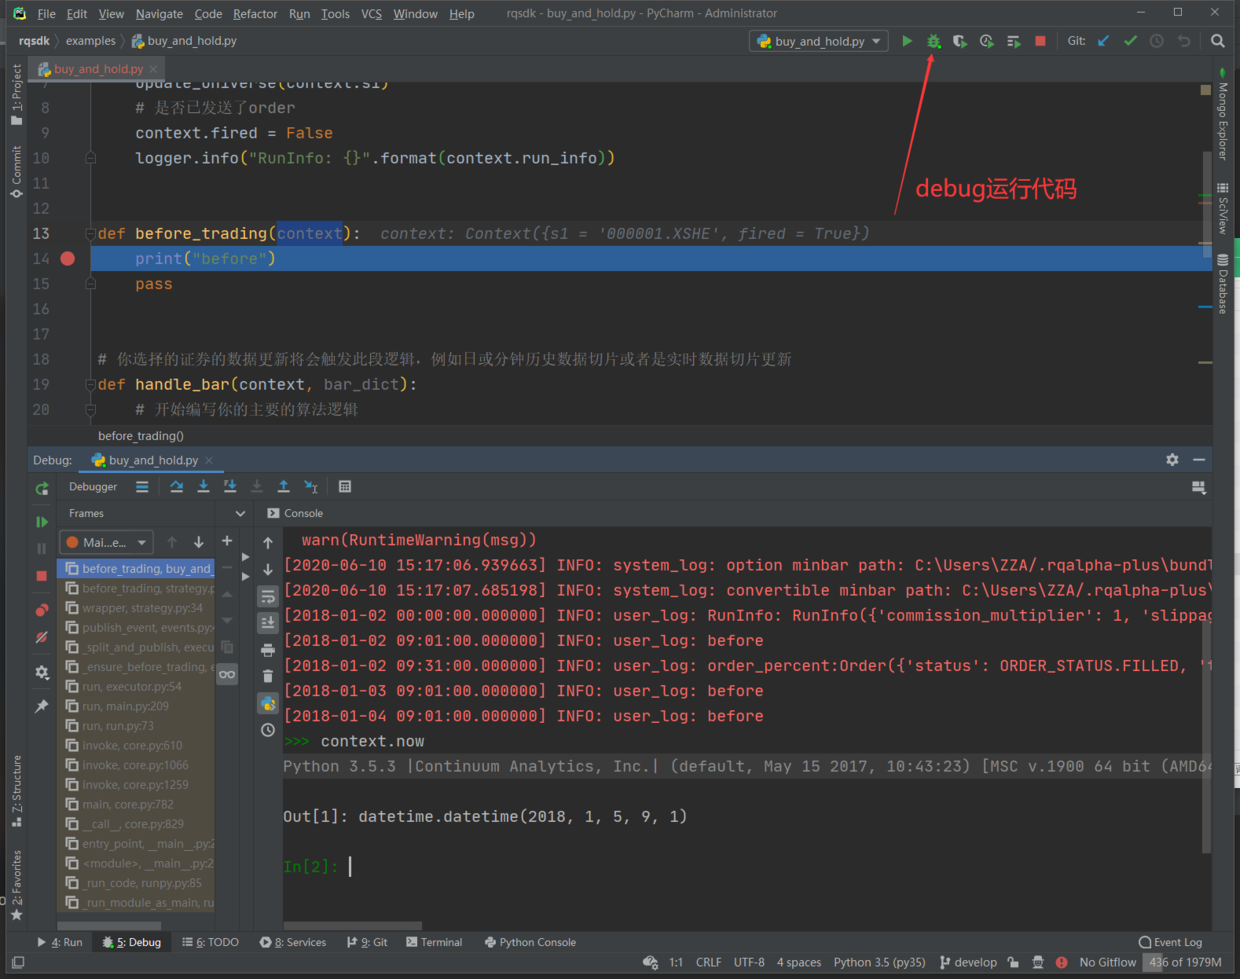 File Edit View Navigate Code Refactor Run Tools VCS Window Help rqsdk - buy_and_hold.py - PyCharm - Administrator
rqsdk examples buy_and_hold.py buy_and_hold.py Git:
buy_and_hold.py
1: Project
Commit
Mongo Explorer
SciView
Database
7 update_universe(context.s1)
8 # 是否已发送了order
9 context.fired = False
10 logger.info("RunInfo: {}".format(context.run_info))
11
12
debug运行代码
13 def before_trading(context): context: Context({s1 = '000001.XSHE', fired = True})
14 print("before")
15 pass
16
17
18 # 你选择的证券的数据更新将会触发此段逻辑，例如日或分钟历史数据切片或者是实时数据切片更新
19 def handle_bar(context, bar_dict):
20 # 开始编写你的主要的算法逻辑
before_trading()
Debug: buy_and_hold.py
Debugger
Frames
Console
Mai...e...
before_trading, buy_and_
before_trading, strategy.p
wrapper, strategy.py:34
publish_event, events.py:
_split_and_publish, execu
_ensure_before_trading, e
run, executor.py:54
run, main.py:209
run, run.py:73
invoke, core.py:610
invoke, core.py:1066
invoke, core.py:1259
main, core.py:782
__call__, core.py:829
entry_point, __main__.py:2
<module>, __main__.py:2
_run_code, runpy.py:85
_run_module_as_main, ru
warn(RuntimeWarning(msg))
[2020-06-10 15:17:06.939663] INFO: system_log: option minbar path: C:\Users\ZZA/.rqalpha-plus\bundl
[2020-06-10 15:17:07.685198] INFO: system_log: convertible minbar path: C:\Users\ZZA/.rqalpha-plus\
[2018-01-02 00:00:00.000000] INFO: user_log: RunInfo: RunInfo({'commission_multiplier': 1, 'slippag
[2018-01-02 09:01:00.000000] INFO: user_log: before
[2018-01-02 09:31:00.000000] INFO: user_log: order_percent:Order({'status': ORDER_STATUS.FILLED, '
[2018-01-03 09:01:00.000000] INFO: user_log: before
[2018-01-04 09:01:00.000000] INFO: user_log: before
>>> context.now
Python 3.5.3 |Continuum Analytics, Inc.| (default, May 15 2017, 10:43:23) [MSC v.1900 64 bit (AMD64
Out[1]: datetime.datetime(2018, 1, 5, 9, 1)
In[2]:
Z: Structure
2: Favorites
4: Run 5: Debug 6: TODO 8: Services 9: Git Terminal Python Console Event Log
1:1 CRLF UTF-8 4 spaces Python 3.5 (py35) develop No Gitflow 436 of 1979M